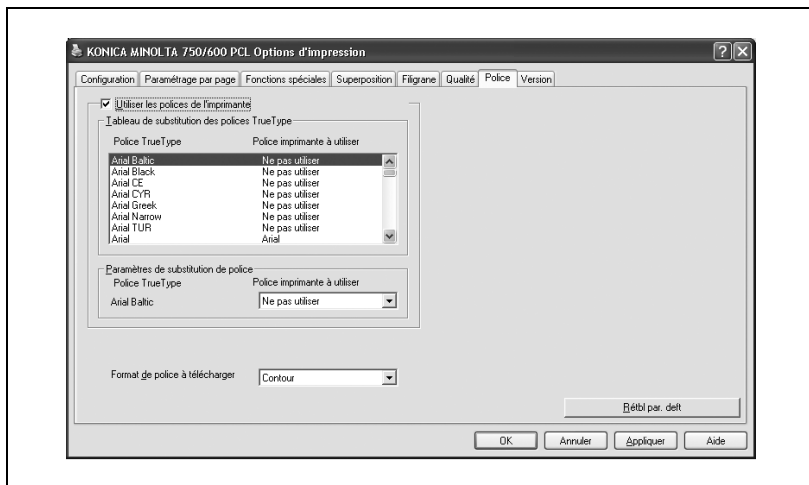 KONICA MINOLTA 750/600 PCL Options d'impression
Configuration Paramétrage par page Fonctions spéciales Superposition Filigrane Qualité Police Version
Utiliser les polices de l'imprimante
Tableau de substitution des polices TrueType
Police TrueType Police imprimante à utiliser
Arial Baltic Ne pas utiliser
Arial Black Ne pas utiliser
Arial CE Ne pas utiliser
Arial CYR Ne pas utiliser
Arial Greek Ne pas utiliser
Arial Narrow Ne pas utiliser
Arial TUR Ne pas utiliser
Arial Arial
Paramètres de substitution de police
Police TrueType Police imprimante à utiliser
Arial Baltic Ne pas utiliser
Format de police à télécharger Contour
Rétbl par. deft
OK Annuler Appliquer Aide